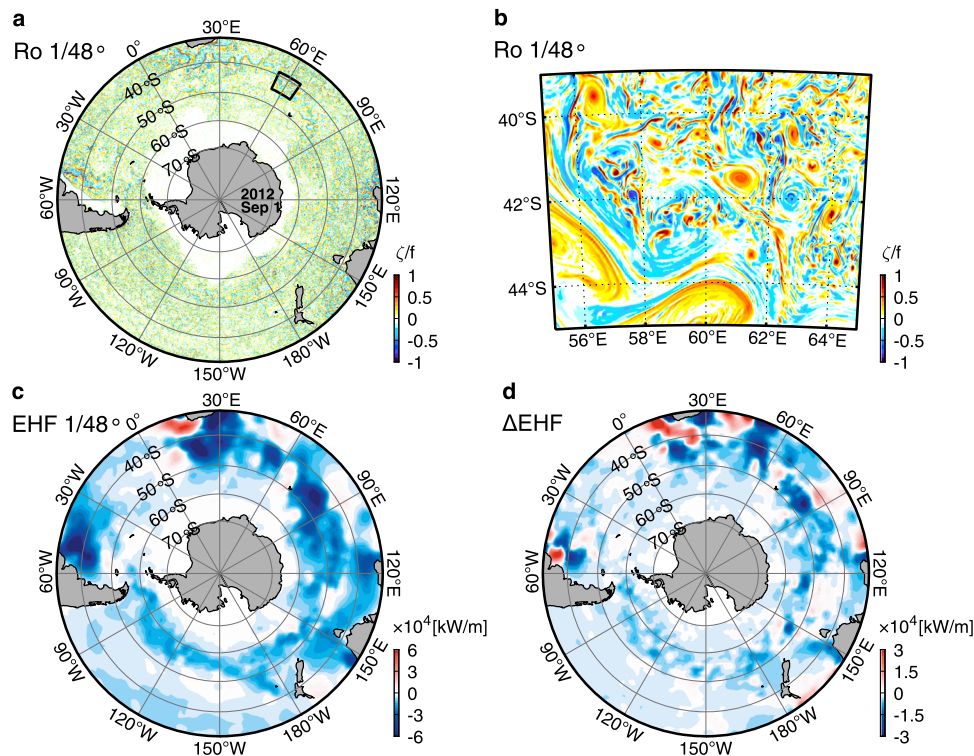 a
Ro 1/48°
30°E
60°E
90°E
120°E
150°E
180°W
150°W
120°W
90°W
60°W
30°W
0°
40°S
50°S
60°S
70°S
2012
Sep 1
ζ/f
1
0.5
0
-0.5
-1
b
Ro 1/48°
40°S
42°S
44°S
56°E
58°E
60°E
62°E
64°E
ζ/f
1
0.5
0
-0.5
-1
c
EHF 1/48°
30°E
60°E
90°E
120°E
150°E
180°W
150°W
120°W
90°W
60°W
30°W
0°
40°S
50°S
60°S
70°S
×10⁴[kW/m]
6
3
0
-3
-6
d
ΔEHF
30°E
60°E
90°E
120°E
150°E
180°W
150°W
120°W
90°W
60°W
30°W
0°
40°S
50°S
60°S
70°S
×10⁴[kW/m]
3
1.5
0
-1.5
-3